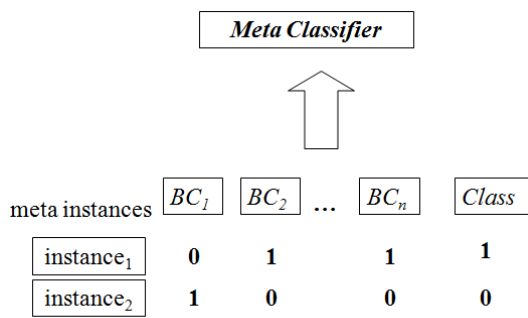 Meta Classifier
meta instances BC₁ BC₂ ... BCₙ Class
instance₁ 0 1 1 1
instance₂ 1 0 0 0